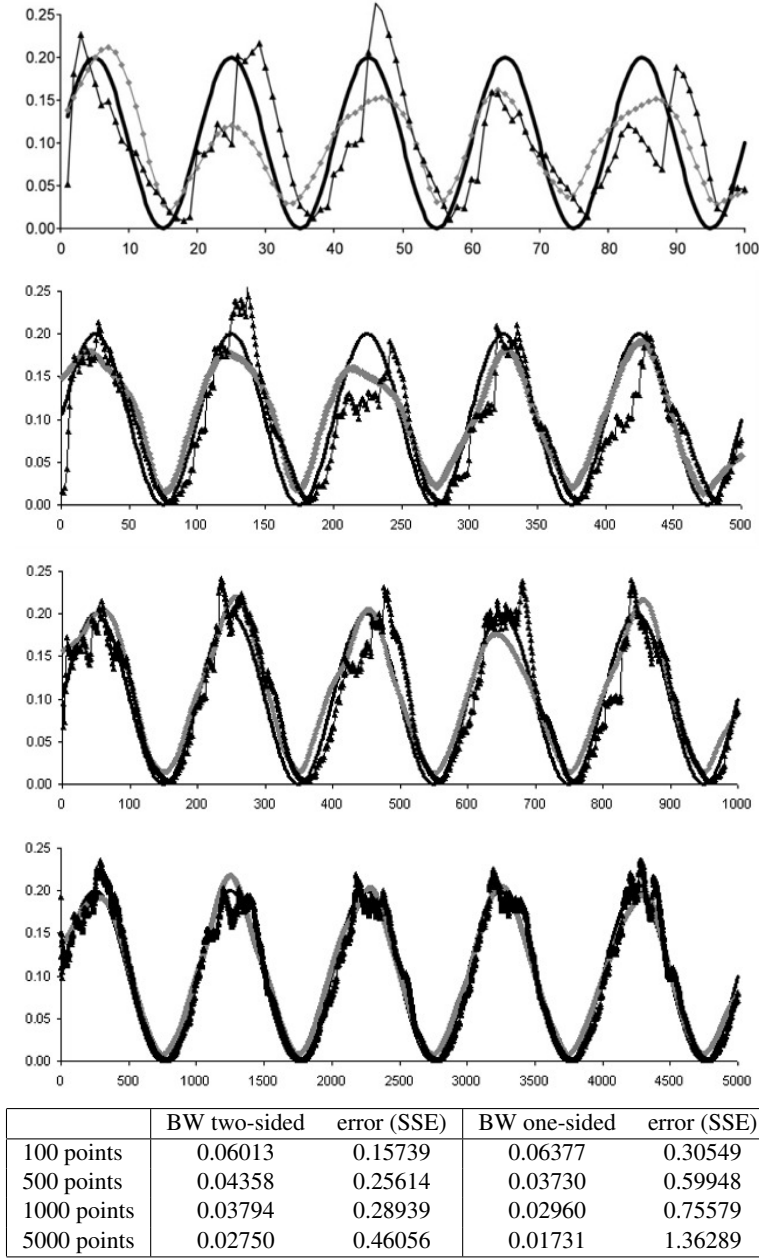 0.25
0.20
0.15
0.10
0.05
0.00
0 10 20 30 40 50 60 70 80 90 100
0.25
0.20
0.15
0.10
0.05
0.00
0 50 100 150 200 250 300 350 400 450 500
0.25
0.20
0.15
0.10
0.05
0.00
0 100 200 300 400 500 600 700 800 900 1000
0.25
0.20
0.15
0.10
0.05
0.00
0 500 1000 1500 2000 2500 3000 3500 4000 4500 5000
BW two-sided error (SSE) BW one-sided error (SSE)
100 points 0.06013 0.15739 0.06377 0.30549
500 points 0.04358 0.25614 0.03730 0.59948
1000 points 0.03794 0.28939 0.02960 0.75579
5000 points 0.02750 0.46056 0.01731 1.36289